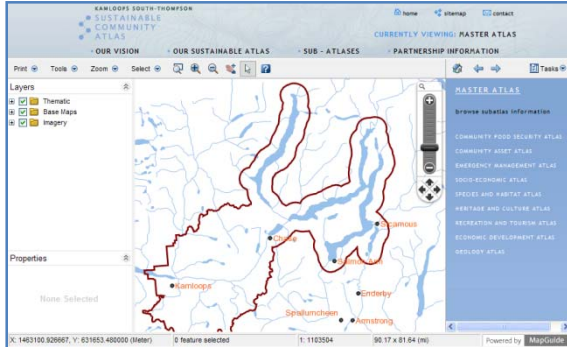 KAMLOOPS SOUTH-THOMPSON
SUSTAINABLE
COMMUNITY
ATLAS
home
sitemap
contact
CURRENTLY VIEWING: MASTER ATLAS
OUR VISION
OUR SUSTAINABLE ATLAS
SUB - ATLASES
PARTNERSHIP INFORMATION
Print
Tools
Zoom
Select
Tasks
Layers
Thematic
Base Maps
Imagery
MASTER ATLAS
browse subatlas information
COMMUNITY FOOD SECURITY ATLAS
COMMUNITY ASSET ATLAS
EMERGENCY MANAGEMENT ATLAS
SOCIO-ECONOMIC ATLAS
SPECIES AND HABITAT ATLAS
HERITAGE AND CULTURE ATLAS
RECREATION AND TOURISM ATLAS
ECONOMIC DEVELOPMENT ATLAS
GEOLOGY ATLAS
Sicamous
Chase
Salmon Arm
Kamloops
Enderby
Spallumcheen
Armstrong
Properties
None Selected
X: 1463100.926667, Y: 631653.480000 (Meter)
0 feature selected
1: 1103504
90.17 x 81.64 (mi)
Powered by MapGuide